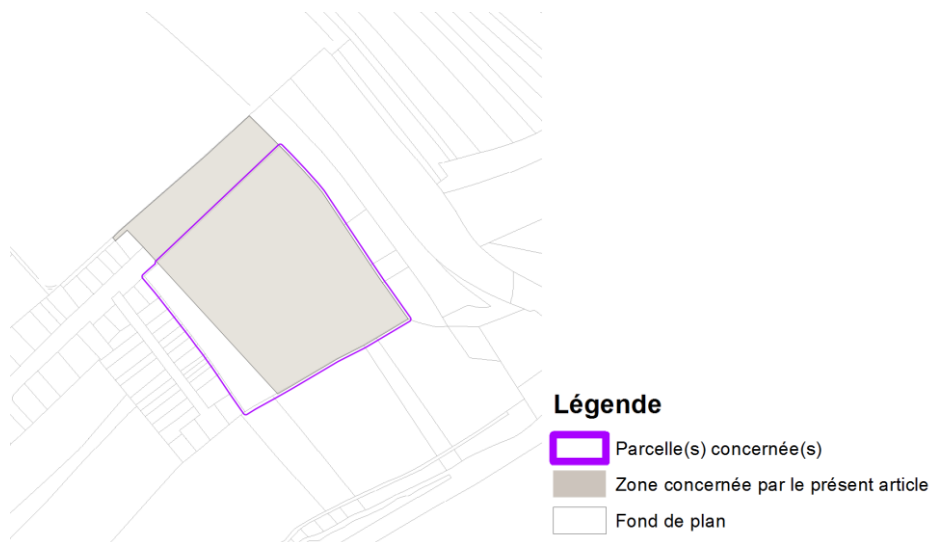 Légende
Parcelle(s) concernée(s)
Zone concernée par le présent article
Fond de plan